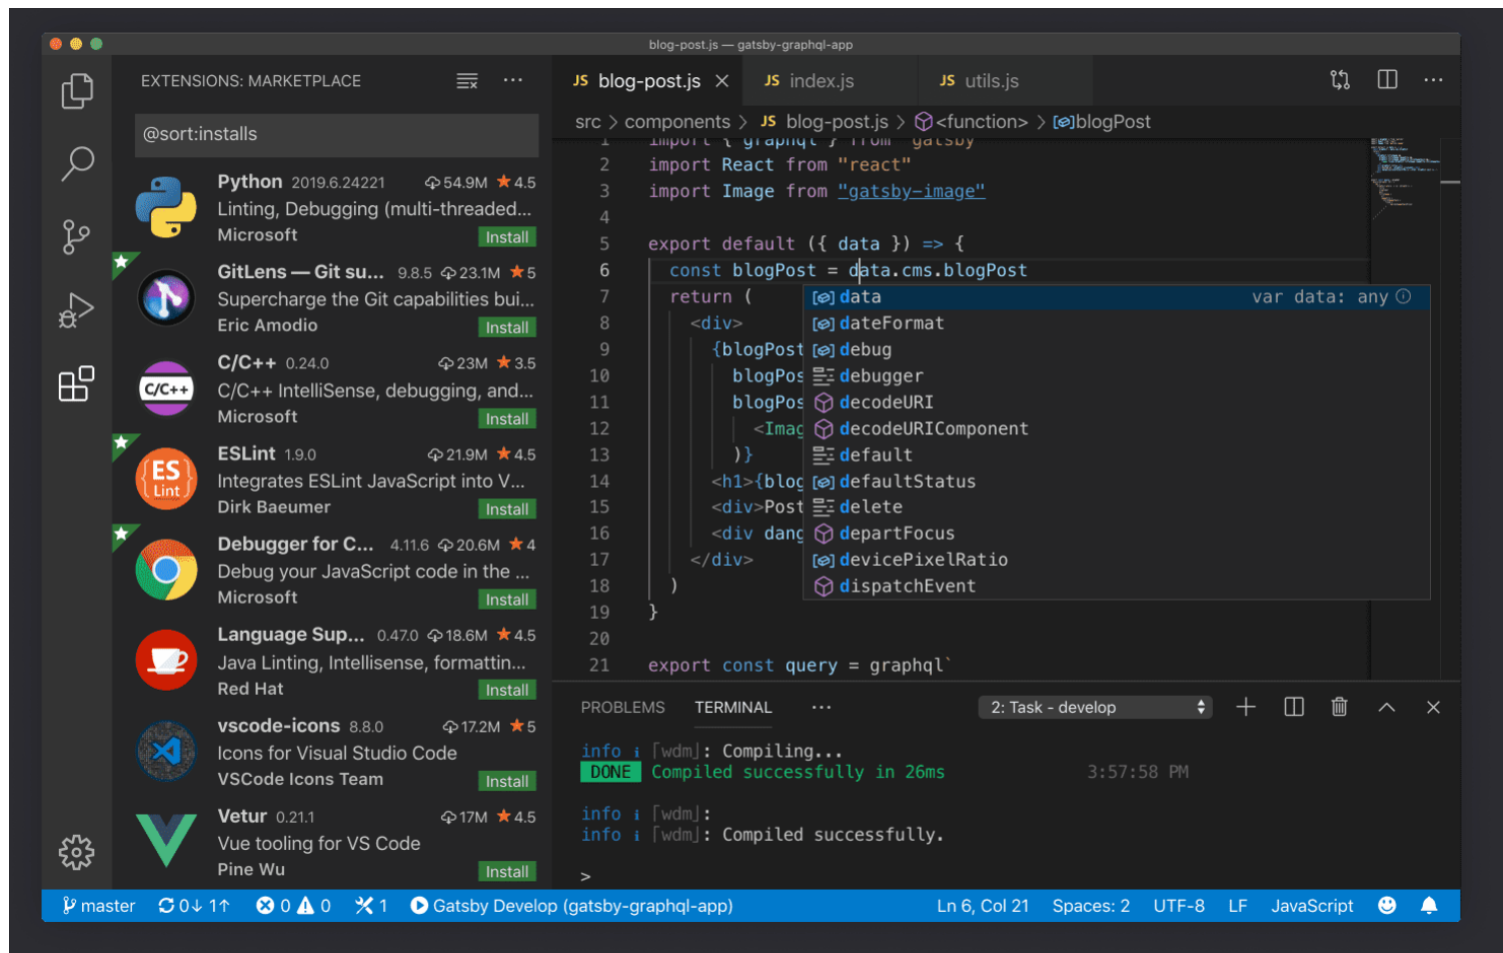 blog-post.js — gatsby-graphql-app
EXTENSIONS: MARKETPLACE
@sort:installs
Python 2019.6.24221 54.9M 4.5
Linting, Debugging (multi-threaded...
Microsoft Install
GitLens — Git su... 9.8.5 23.1M 5
Supercharge the Git capabilities bui...
Eric Amodio Install
C/C++
C/C++ 0.24.0 23M 3.5
C/C++ IntelliSense, debugging, and...
Microsoft Install
ES
Lint
ESLint 1.9.0 21.9M 4.5
Integrates ESLint JavaScript into V...
Dirk Baeumer Install
Debugger for C... 4.11.6 20.6M 4
Debug your JavaScript code in the ...
Microsoft Install
Language Sup... 0.47.0 18.6M 4.5
Java Linting, Intellisense, formattin...
Red Hat Install
vscode-icons 8.8.0 17.2M 5
Icons for Visual Studio Code
VSCode Icons Team Install
Vetur 0.21.1 17M 4.5
Vue tooling for VS Code
Pine Wu Install
JS blog-post.js JS index.js JS utils.js
src > components > JS blog-post.js > <function> > blogPost
1 import { graphql } from "gatsby"
2 import React from "react"
3 import Image from "gatsby-image"
4
5 export default ({ data }) => {
6 const blogPost = data.cms.blogPost
7 return (
8 <div>
9 {blogPost
10 blogPos
11 blogPos
12 <Imag
13 )}
14 <h1>{blog
15 <div>Post
16 <div dang
17 </div>
18 )
19 }
20
21 export const query = graphql`
data var data: any
dateFormat
debug
debugger
decodeURI
decodeURIComponent
default
defaultStatus
delete
departFocus
devicePixelRatio
dispatchEvent
PROBLEMS TERMINAL ... 2: Task - develop
info i ｢wdm｣: Compiling...
DONE Compiled successfully in 26ms 3:57:58 PM
info i ｢wdm｣:
info i ｢wdm｣: Compiled successfully.
>
master 0↓ 1↑ 0 0 1 Gatsby Develop (gatsby-graphql-app) Ln 6, Col 21 Spaces: 2 UTF-8 LF JavaScript